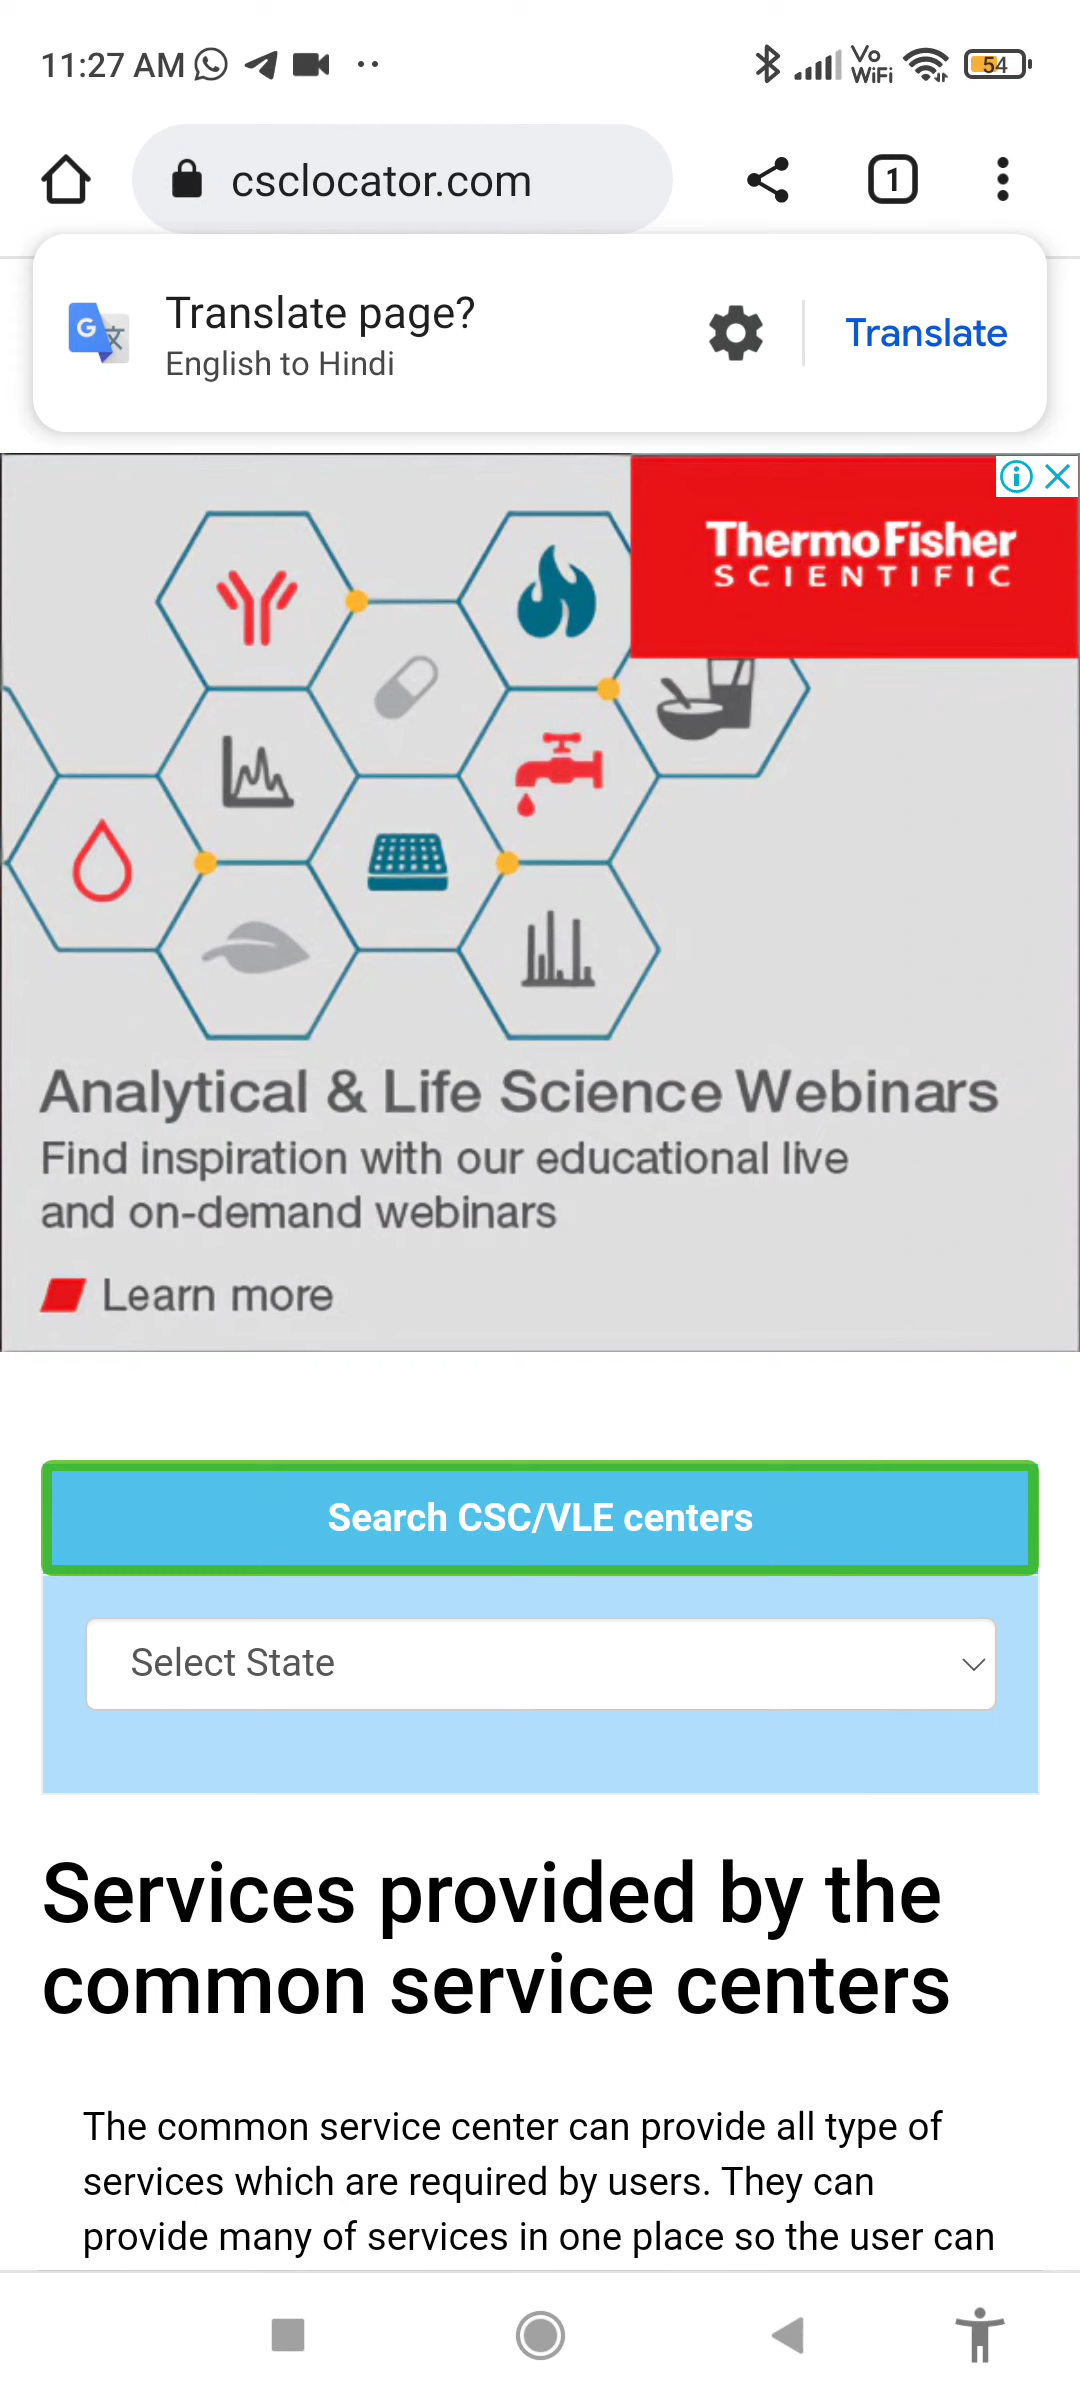 11:27 AM
Vo
WiFi
54
csclocator.com
1
Translate page?
English to Hindi
Translate
G
文
ThermoFisher
SCIENTIFIC
Analytical & Life Science Webinars
Find inspiration with our educational live
and on-demand webinars
Learn more
Search CSC/VLE centers
Select State
Services provided by the
common service centers
The common service center can provide all type of
services which are required by users. They can
provide many of services in one place so the user can